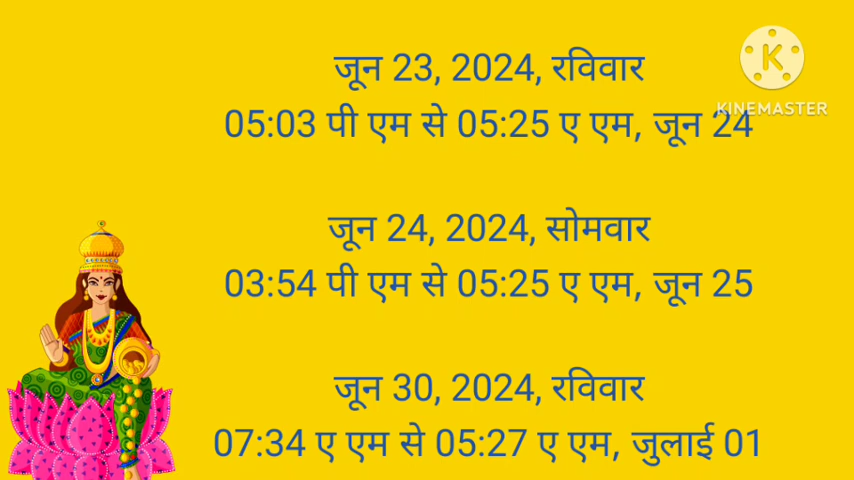 जून 23, 2024, रविवार
05:03 पी एम से 05:25 ए एम, जून 24
KINEMASTER
जून 24, 2024, सोमवार
03:54 पी एम से 05:25 ए एम, जून 25
जून 30, 2024, रविवार
07:34 ए एम से 05:27 ए एम, जुलाई 01